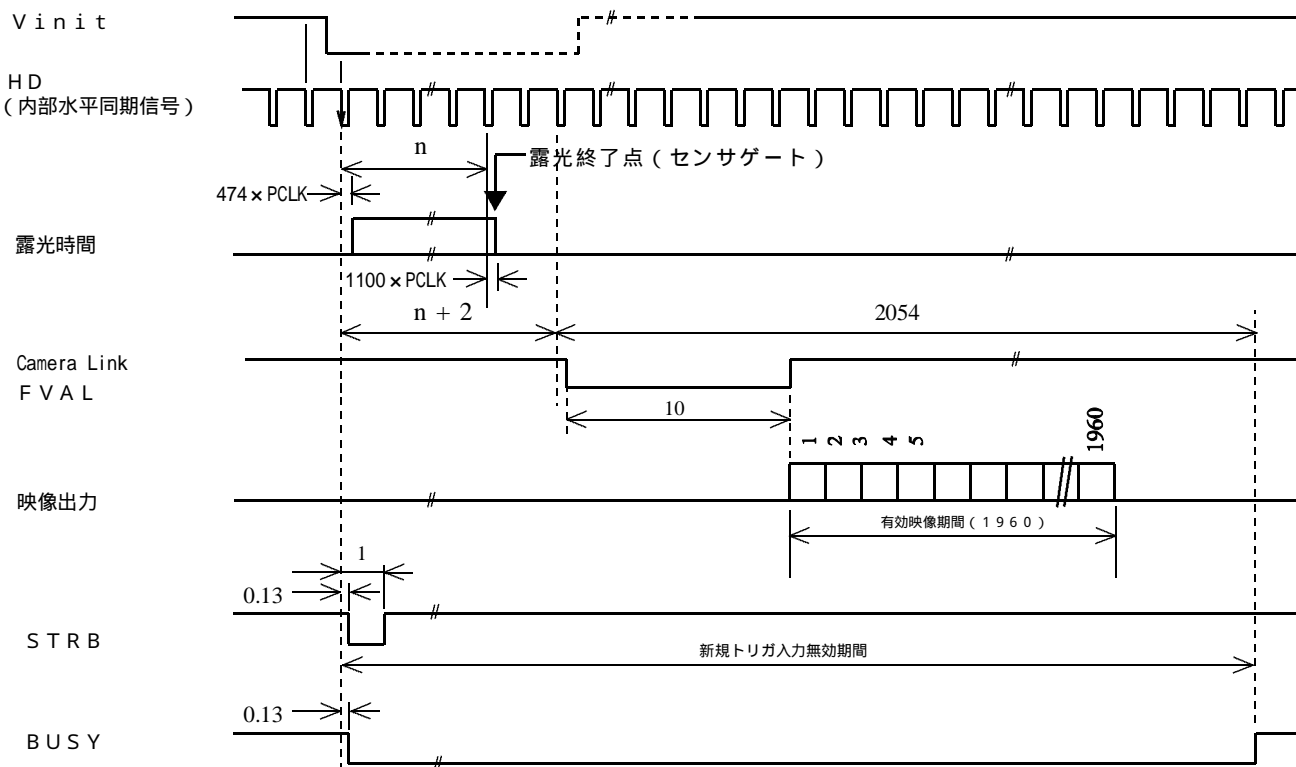 Ｖｉｎｉｔ
ＨＤ
（内部水平同期信号）
n
露光終了点（センサゲート）
474×PCLK
露光時間
1100×PCLK
n + 2
2054
Camera Link
ＦＶＡＬ
10
1
2
3
4
5
1960
映像出力
有効映像期間（１９６０）
1
0.13
ＳＴＲＢ
新規トリガ入力無効期間
0.13
ＢＵＳＹ